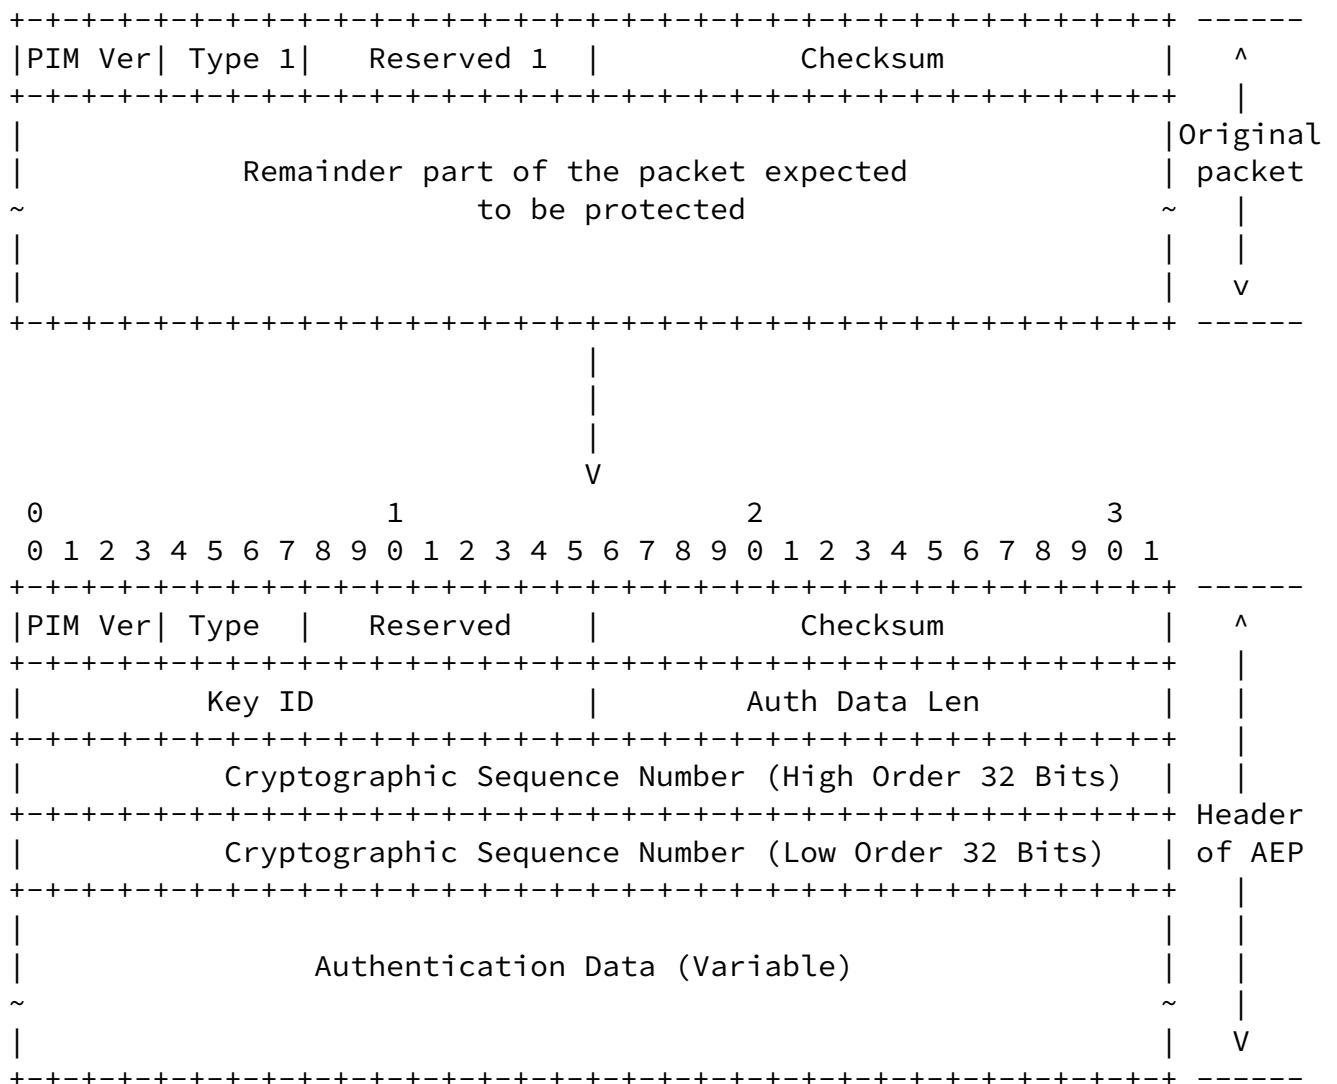 +-+-+-+-+-+-+-+-+-+-+-+-+-+-+-+-+-+-+-+-+-+-+-+-+-+-+-+-+-+-+-+-+ ------
|PIM Ver| Type 1|   Reserved 1  |           Checksum            |   ^
+-+-+-+-+-+-+-+-+-+-+-+-+-+-+-+-+-+-+-+-+-+-+-+-+-+-+-+-+-+-+-+-+   |
|                                                               |Original
|            Remainder part of the packet expected              | packet
~                         to be protected                       ~   |
|                                                               |   |
|                                                               |   v
+-+-+-+-+-+-+-+-+-+-+-+-+-+-+-+-+-+-+-+-+-+-+-+-+-+-+-+-+-+-+-+-+ ------
                                |
                                |
                                |
                                V
 0                   1                   2                   3
 0 1 2 3 4 5 6 7 8 9 0 1 2 3 4 5 6 7 8 9 0 1 2 3 4 5 6 7 8 9 0 1
+-+-+-+-+-+-+-+-+-+-+-+-+-+-+-+-+-+-+-+-+-+-+-+-+-+-+-+-+-+-+-+-+ ------
|PIM Ver| Type  |   Reserved    |           Checksum            |   ^
+-+-+-+-+-+-+-+-+-+-+-+-+-+-+-+-+-+-+-+-+-+-+-+-+-+-+-+-+-+-+-+-+   |
|          Key ID               |        Auth Data Len          |   |
+-+-+-+-+-+-+-+-+-+-+-+-+-+-+-+-+-+-+-+-+-+-+-+-+-+-+-+-+-+-+-+-+   |
|           Cryptographic Sequence Number (High Order 32 Bits)  |   |
+-+-+-+-+-+-+-+-+-+-+-+-+-+-+-+-+-+-+-+-+-+-+-+-+-+-+-+-+-+-+-+-+ Header
|           Cryptographic Sequence Number (Low Order 32 Bits)   | of AEP
+-+-+-+-+-+-+-+-+-+-+-+-+-+-+-+-+-+-+-+-+-+-+-+-+-+-+-+-+-+-+-+-+   |
|                                                               |   |
|                Authentication Data (Variable)                 |   |
~                                                               ~   |
|                                                               |   V
+-+-+-+-+-+-+-+-+-+-+-+-+-+-+-+-+-+-+-+-+-+-+-+-+-+-+-+-+-+-+-+-+ ------